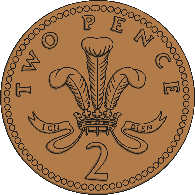 TWO PENCE
ICH DIEN
2